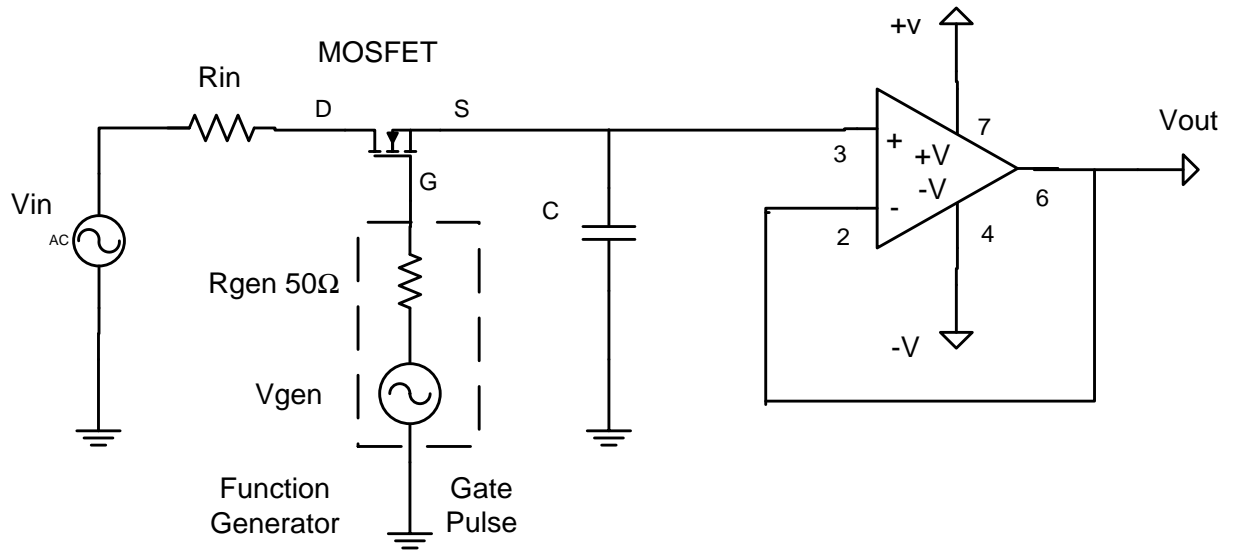 MOSFET
+v
Rin
D
S
7
Vout
+
3
+V
-V
G
6
Vin
AC
C
-
2
4
Rgen 50Ω
-V
Vgen
Function
Generator
Gate
Pulse